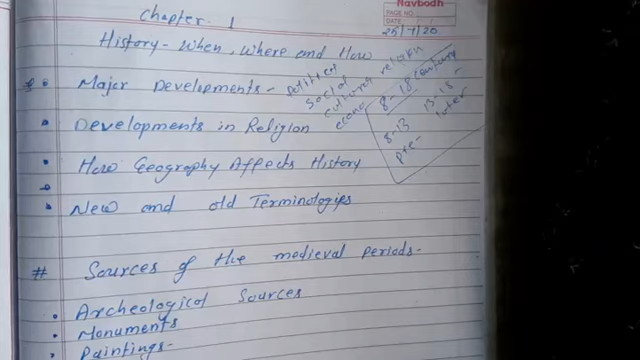 Navbodh
PAGE NO.
DATE
25/7/20
Chapter - 1
History - When, Where and How
Major Developments - political
social
cultural religion
econo
8 - 18 century
8-13
13-18 -
pre-
later
Developments in Religion
How Geography Affects History
New and old Terminologies
# Sources of the medieval periods -
Archeological Sources
Monuments
Paintings-